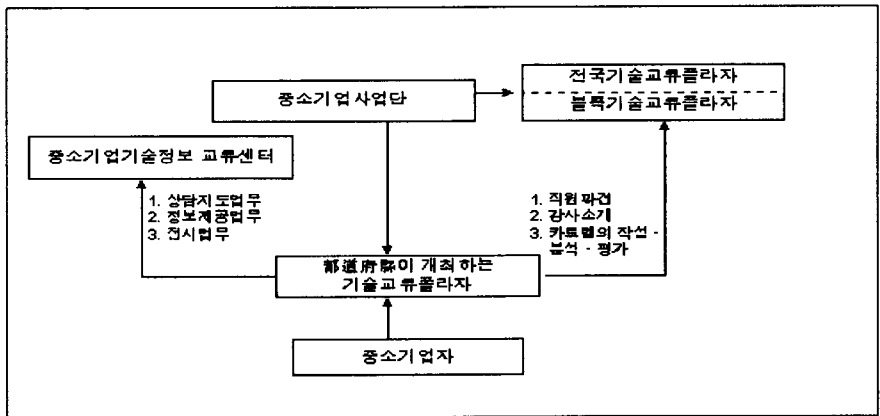 전국기술교류플라자
중소기업사업단
블록기술교류플라자
중소기업기술정보 교류센터
1. 상담지도업무
2. 정보제공업무
3. 전시업무
1. 직원파견
2. 강사소개
3. 카르텔의 작성 -
분석 - 평가
都道府縣이 개최하는
기술교류플라자
중소기업자